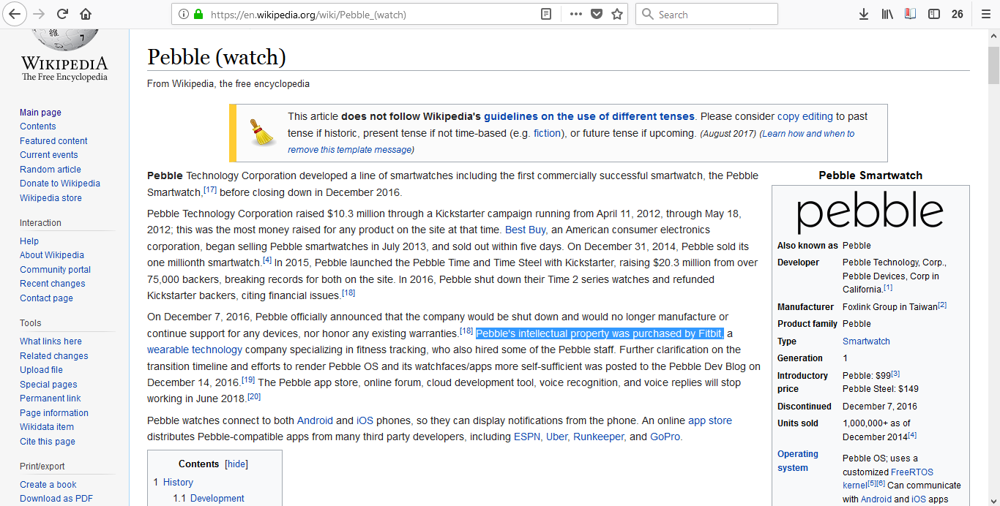 https://en.wikipedia.org/wiki/Pebble_(watch)
Search
26
WIKIPEDIA
The Free Encyclopedia
Main page
Contents
Featured content
Current events
Random article
Donate to Wikipedia
Wikipedia store
Interaction
Help
About Wikipedia
Community portal
Recent changes
Contact page
Tools
What links here
Related changes
Upload file
Special pages
Permanent link
Page information
Wikidata item
Cite this page
Print/export
Create a book
Download as PDF
Pebble (watch)
From Wikipedia, the free encyclopedia
This article does not follow Wikipedia's guidelines on the use of different tenses. Please consider copy editing to past
tense if historic, present tense if not time-based (e.g. fiction), or future tense if upcoming. (August 2017) (Learn how and when to
remove this template message)
Pebble Technology Corporation developed a line of smartwatches including the first commercially successful smartwatch, the Pebble
Smartwatch,[17] before closing down in December 2016.
Pebble Technology Corporation raised $10.3 million through a Kickstarter campaign running from April 11, 2012, through May 18,
2012; this was the most money raised for any product on the site at that time. Best Buy, an American consumer electronics
corporation, began selling Pebble smartwatches in July 2013, and sold out within five days. On December 31, 2014, Pebble sold its
one millionth smartwatch.[4] In 2015, Pebble launched the Pebble Time and Time Steel with Kickstarter, raising $20.3 million from over
75,000 backers, breaking records for both on the site. In 2016, Pebble shut down their Time 2 series watches and refunded
Kickstarter backers, citing financial issues.[18]
On December 7, 2016, Pebble officially announced that the company would be shut down and would no longer manufacture or
continue support for any devices, nor honor any existing warranties.[18] Pebble's intellectual property was purchased by Fitbit, a
wearable technology company specializing in fitness tracking, who also hired some of the Pebble staff. Further clarification on the
transition timeline and efforts to render Pebble OS and its watchfaces/apps more self-sufficient was posted to the Pebble Dev Blog on
December 14, 2016.[19] The Pebble app store, online forum, cloud development tool, voice recognition, and voice replies will stop
working in June 2018.[20]
Pebble watches connect to both Android and iOS phones, so they can display notifications from the phone. An online app store
distributes Pebble-compatible apps from many third party developers, including ESPN, Uber, Runkeeper, and GoPro.
Contents [hide]
1 History
1.1 Development
Pebble Smartwatch
pebble
Also known as Pebble
Developer Pebble Technology, Corp.,
Pebble Devices, Corp in
California.[1]
Manufacturer Foxlink Group in Taiwan[2]
Product family Pebble
Type Smartwatch
Generation 1
Introductory Pebble: $99[3]
price Pebble Steel: $149
Discontinued December 7, 2016
Units sold 1,000,000+ as of
December 2014[4]
Operating Pebble OS; uses a
system customized FreeRTOS
kernel[5][6] Can communicate
with Android and iOS apps